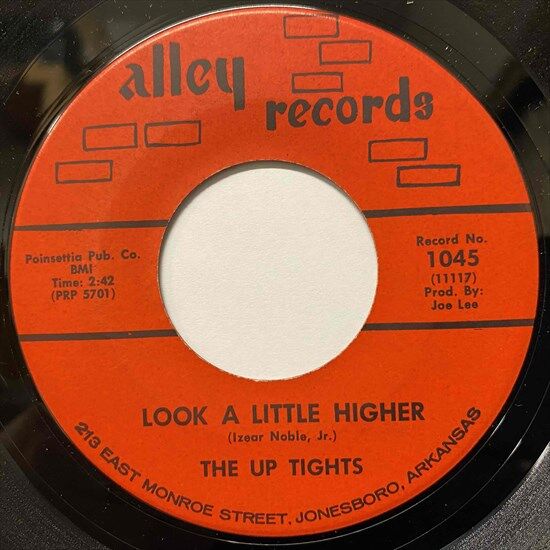 alley
records
Poinsettia Pub. Co.
BMI
Time: 2:42
(PRP 5701)
Record No.
1045
(11117)
Prod. By:
Joe Lee
LOOK A LITTLE HIGHER
(Izear Noble, Jr.)
THE UP TIGHTS
213 EAST MONROE STREET, JONESBORO, ARKANSAS